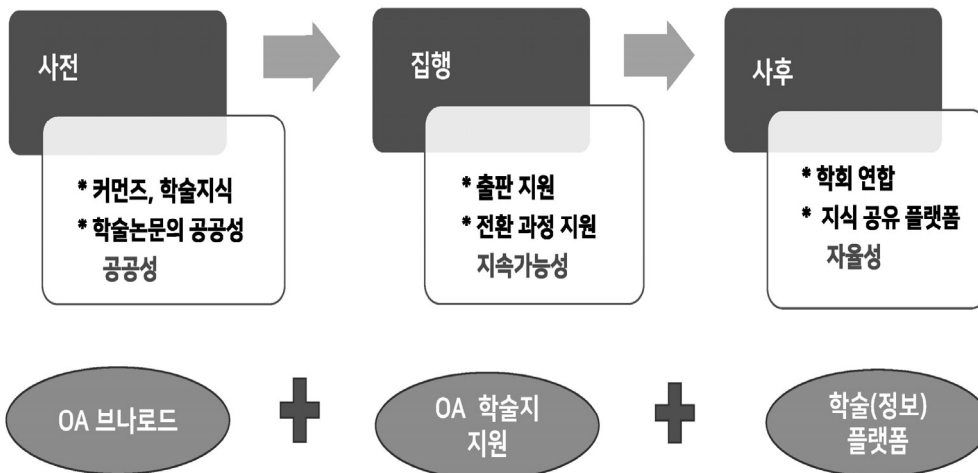 사전
* 커먼즈, 학술지식
* 학술논문의 공공성
공공성
집행
* 출판 지원
* 전환 과정 지원
지속가능성
사후
* 학회 연합
* 지식 공유 플랫폼
자율성
OA 브나로드
OA 학술지
지원
학술(정보)
플랫폼